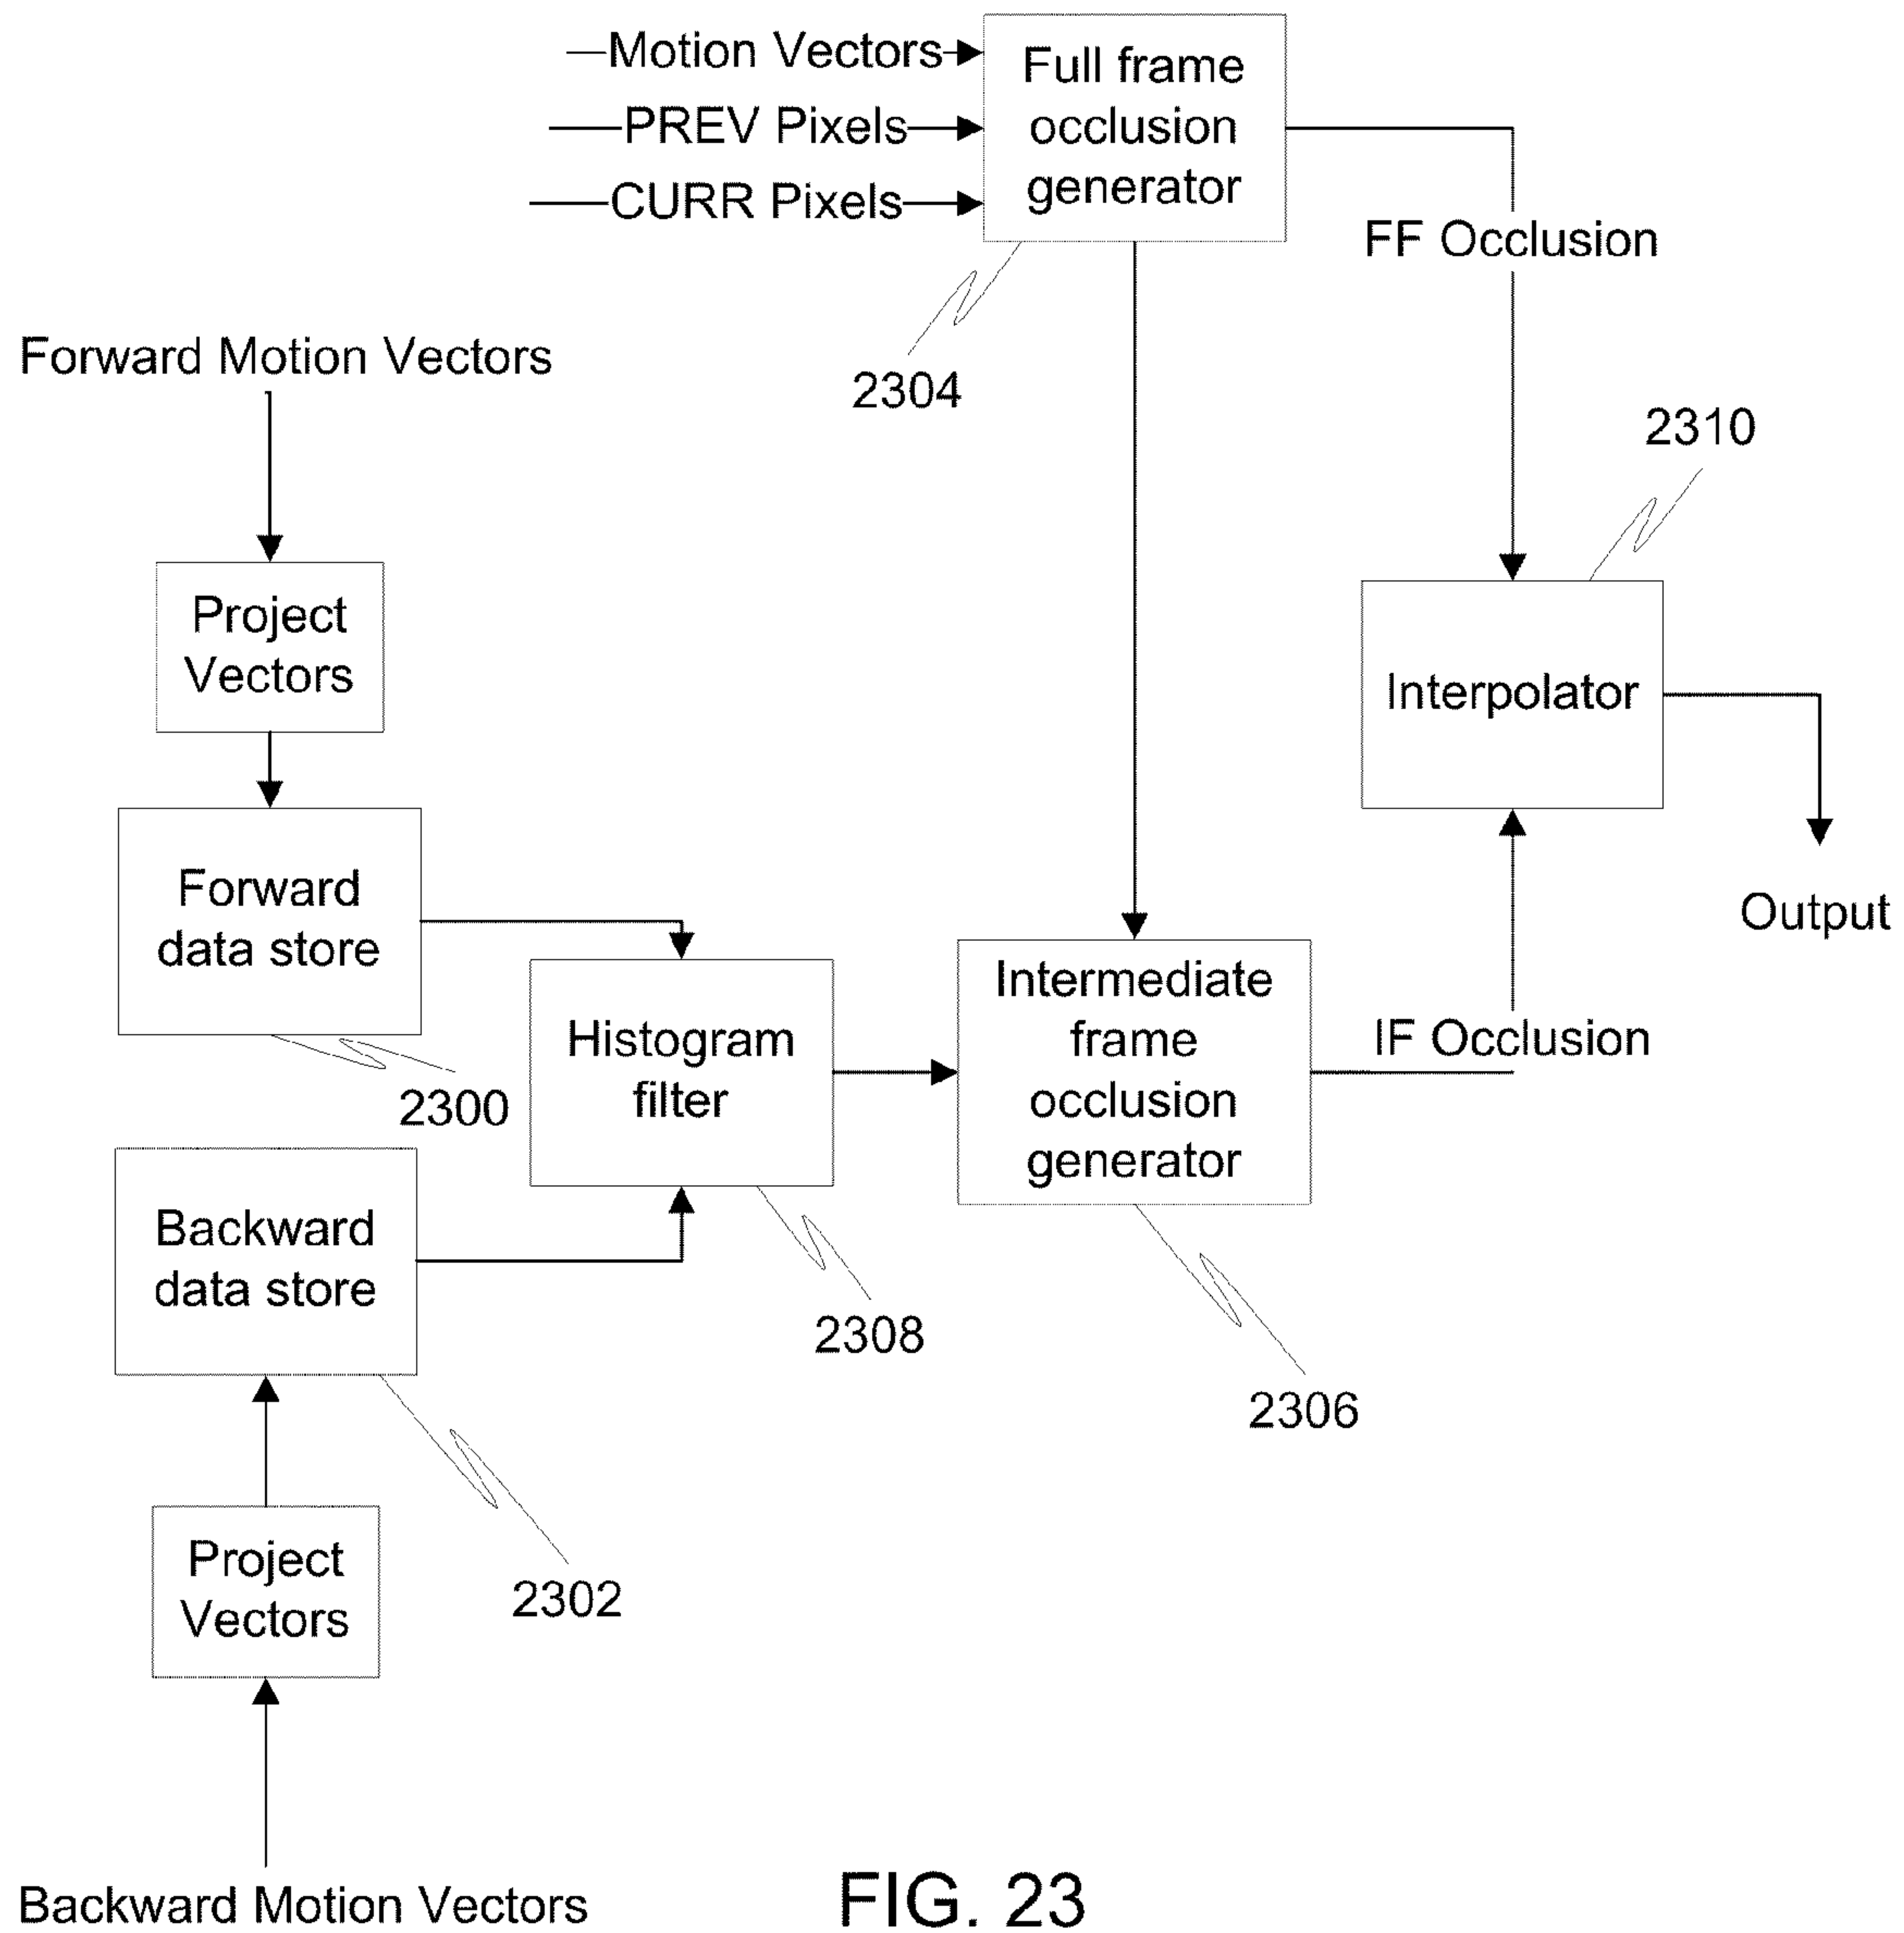 Motion Vectors
PREV Pixels
CURR Pixels
Full frame
occlusion
generator
FF Occlusion
2304
Forward Motion Vectors
2310
Project
Vectors
Interpolator
Forward
data store
Output
2300
Histogram
filter
Intermediate
frame
occlusion
generator
IF Occlusion
Backward
data store
2308
2306
2302
Project
Vectors
Backward Motion Vectors
FIG. 23